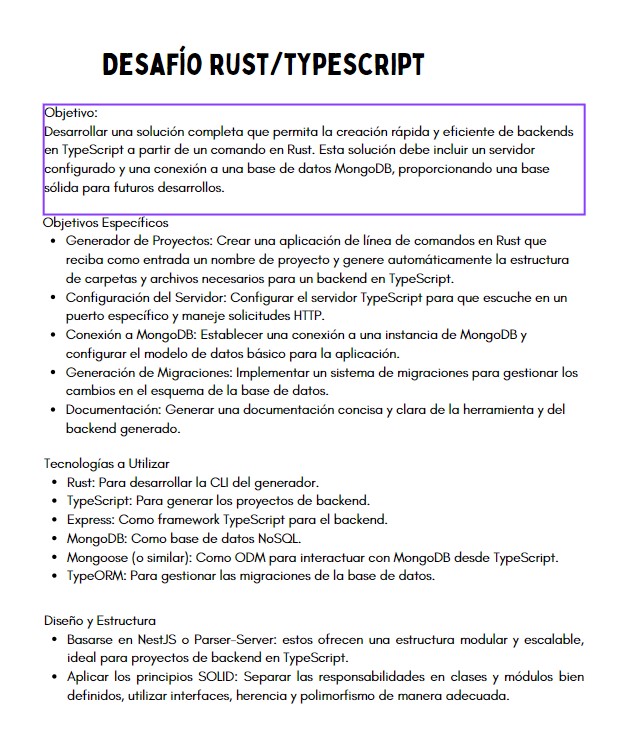 DESAFÍO RUST/TYPESCRIPT
Objetivo:
Desarrollar una solución completa que permita la creación rápida y eficiente de backends
en TypeScript a partir de un comando en Rust. Esta solución debe incluir un servidor
configurado y una conexión a una base de datos MongoDB, proporcionando una base
sólida para futuros desarrollos.
Objetivos Específicos
• Generador de Proyectos: Crear una aplicación de línea de comandos en Rust que
reciba como entrada un nombre de proyecto y genere automáticamente la estructura
de carpetas y archivos necesarios para un backend en TypeScript.
• Configuración del Servidor: Configurar el servidor TypeScript para que escuche en un
puerto específico y maneje solicitudes HTTP.
• Conexión a MongoDB: Establecer una conexión a una instancia de MongoDB y
configurar el modelo de datos básico para la aplicación.
• Generación de Migraciones: Implementar un sistema de migraciones para gestionar los
cambios en el esquema de la base de datos.
• Documentación: Generar una documentación concisa y clara de la herramienta y del
backend generado.
Tecnologías a Utilizar
• Rust: Para desarrollar la CLI del generador.
• TypeScript: Para generar los proyectos de backend.
• Express: Como framework TypeScript para el backend.
• MongoDB: Como base de datos NoSQL.
• Mongoose (o similar): Como ODM para interactuar con MongoDB desde TypeScript.
• TypeORM: Para gestionar las migraciones de la base de datos.
Diseño y Estructura
• Basarse en NestJS o Parser-Server: estos ofrecen una estructura modular y escalable,
ideal para proyectos de backend en TypeScript.
• Aplicar los principios SOLID: Separar las responsabilidades en clases y módulos bien
definidos, utilizar interfaces, herencia y polimorfismo de manera adecuada.